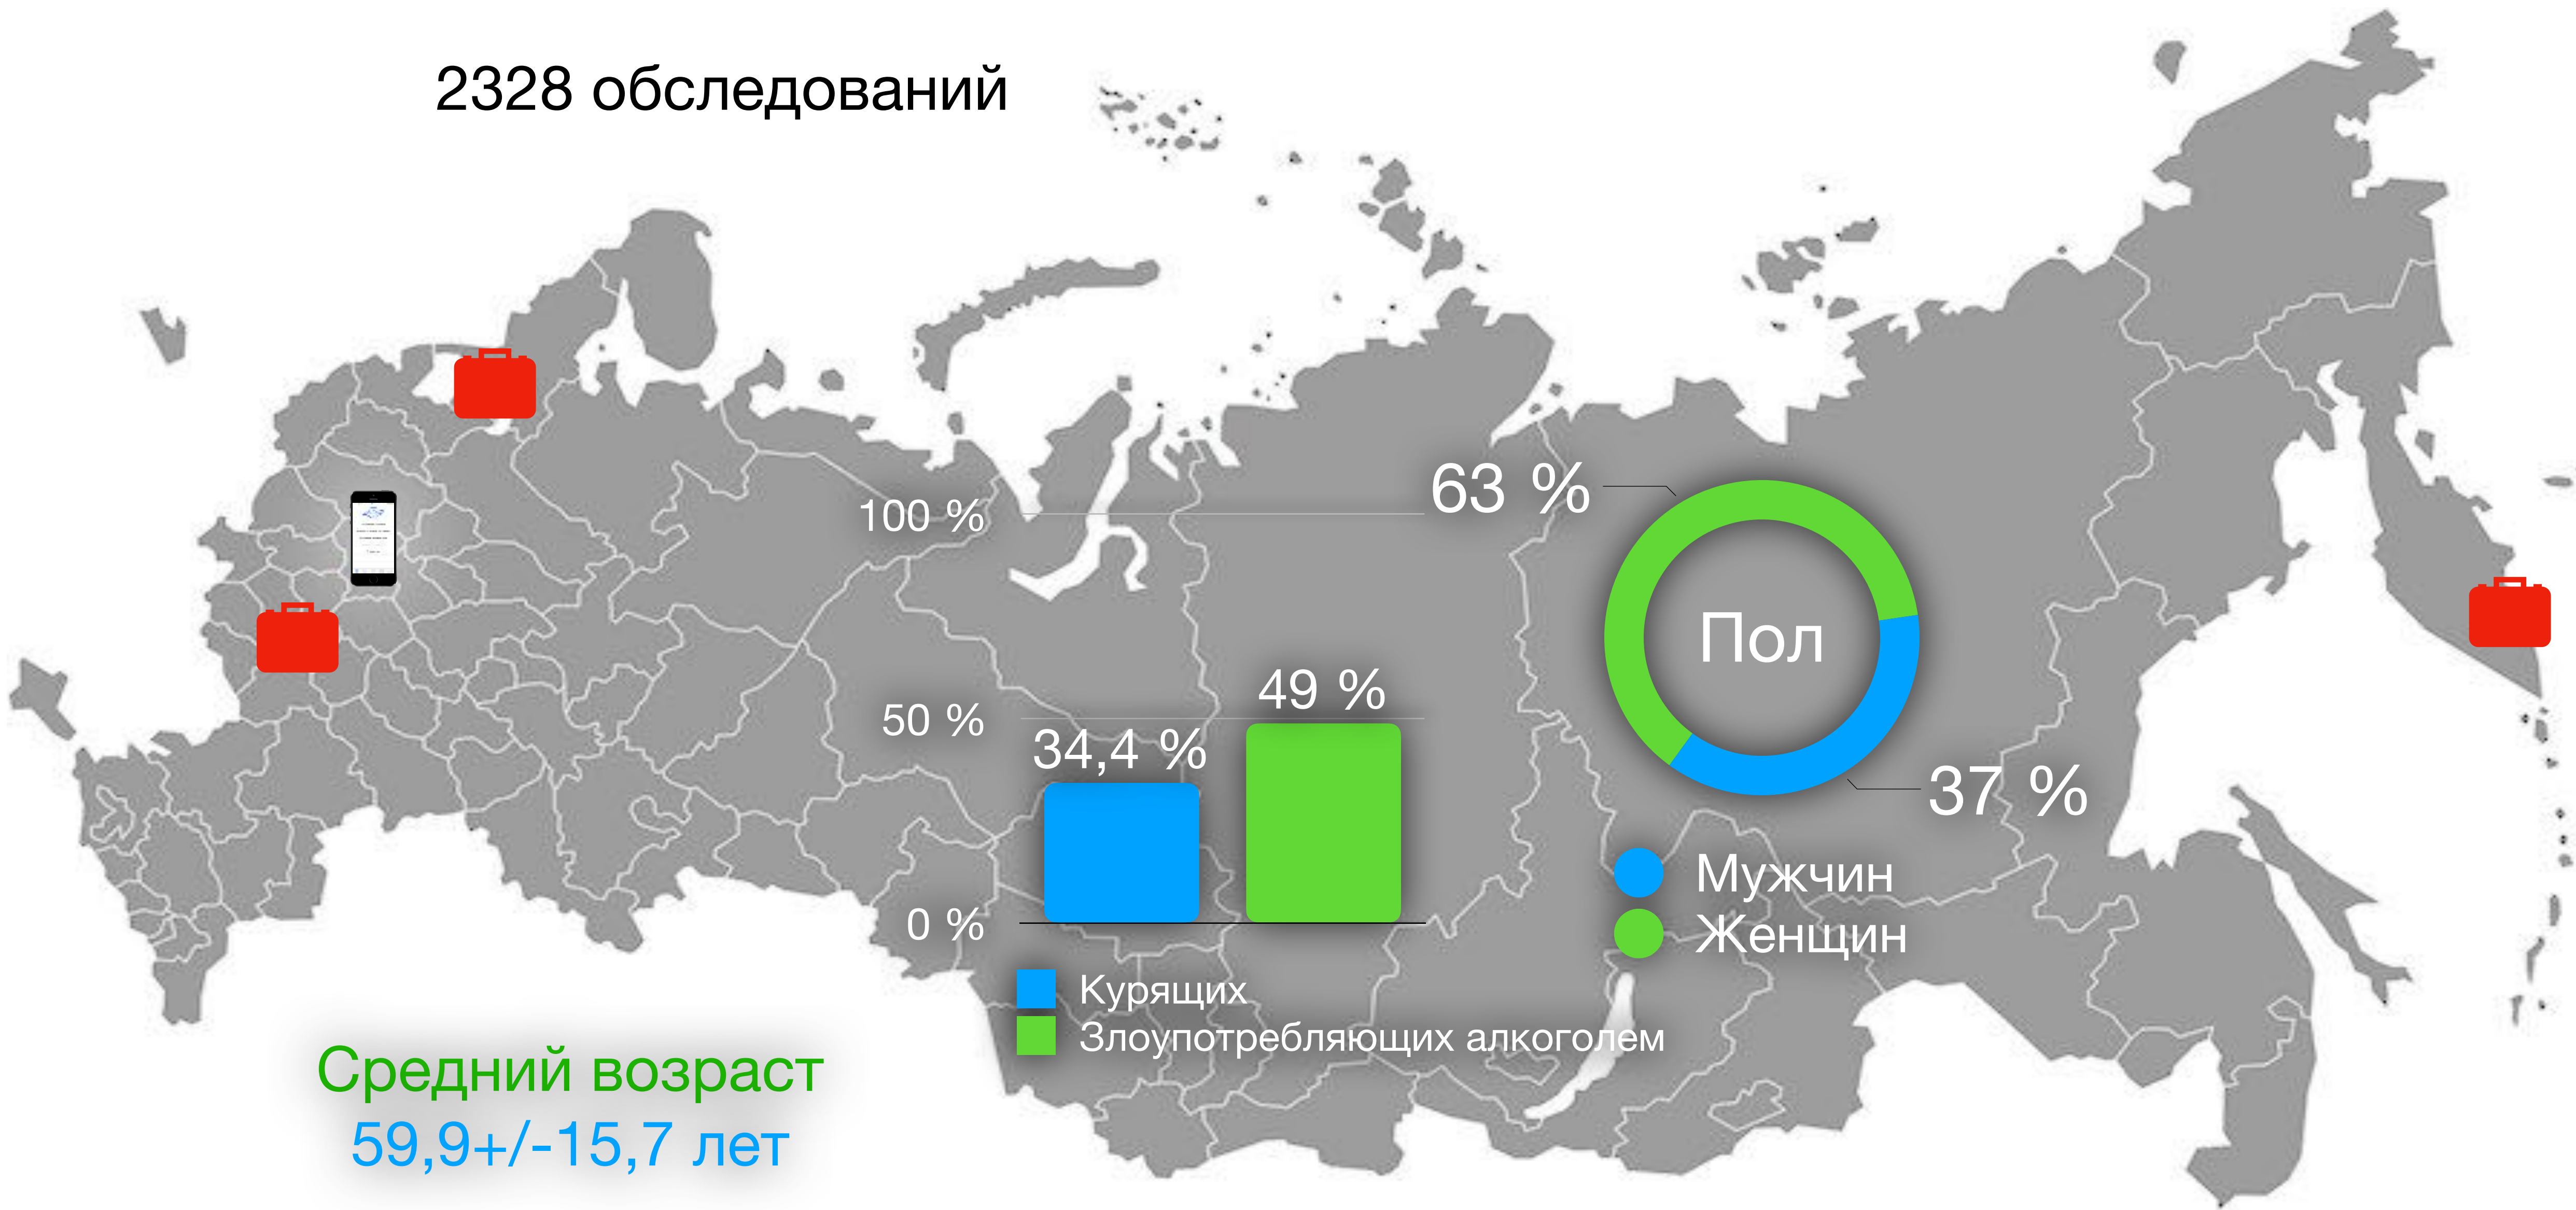 2328 обследований
63 %
100 %
Пол
49 %
50 %
34,4 %
37 %
Мужчин
0 %
Женщин
Курящих
Злоупотребляющих алкоголем
Средний возраст
59,9+/-15,7 лет